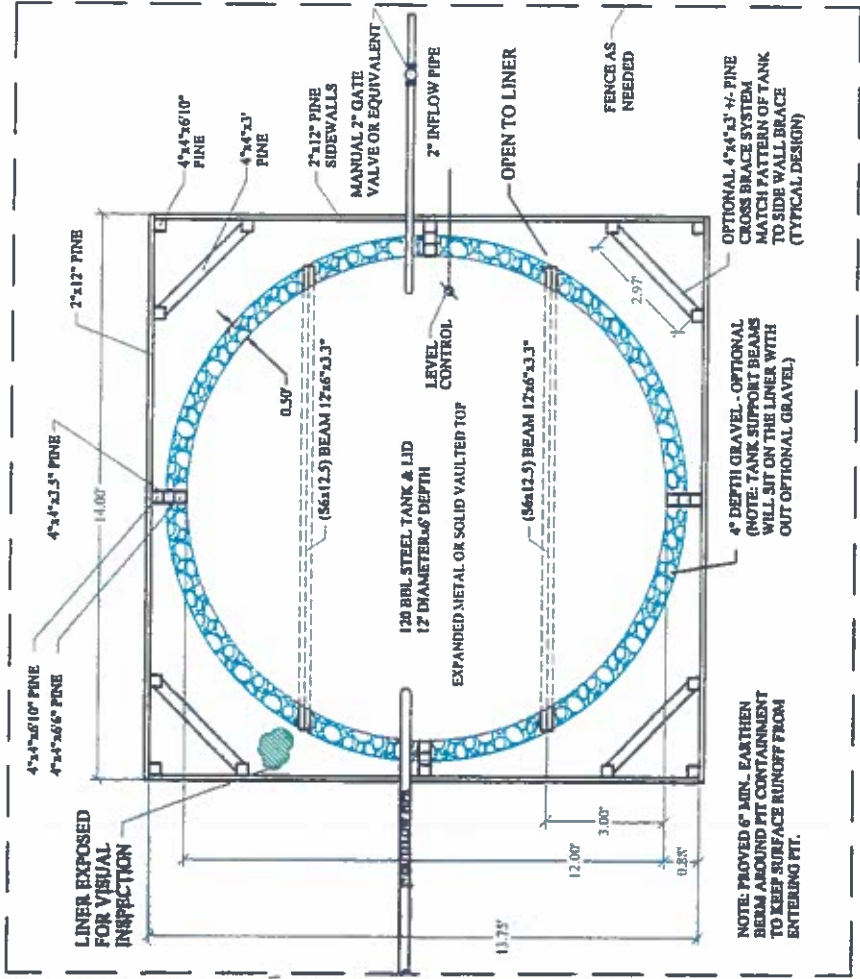 LINER EXPOSED
FOR VISUAL
INSPECTION
4"x4"x6'10" PINE
4"x4"x6'6" PINE
4"x4"x3.5" PINE
14.00'
2"x12" PINE
4"x4"x6'10"
PINE
4"x4"x3'
PINE
2"x12" PINE
SIDEWALLS
MANUAL 2" GATE
VALVE OR EQUIVALENT
2" INFLOW PIPE
OPEN TO LINER
FENCE AS
NEEDED
0.50'
(S6x12.5) BEAM 12'x6"x3.3"
LEVEL
CONTROL
120 BBL STEEL TANK & LID
12' DIAMETERx6' DEPTH
EXPANDED METAL OR SOLID VAULTED TOP
(S6x12.5) BEAM 12'x6"x3.3"
2.97'
OPTIONAL 4"x4"x3' +/- PINE
CROSS BRACE SYSTEM
MATCH PATTERN OF TANK
TO SIDE WALL BRACE
(TYPICAL DESIGN)
4" DEPTH GRAVEL - OPTIONAL
(NOTE: TANK SUPPORT BEAMS
WILL SIT ON THE LINER WITH
OUT OPTIONAL GRAVEL)
3.00'
12.00'
0.88'
13.75'
NOTE: PROVED 6" MIN. EARTHEN
BERM AROUND PIT CONTAINMENT
TO KEEP SURFACE RUNOFF FROM
ENTERING PIT.